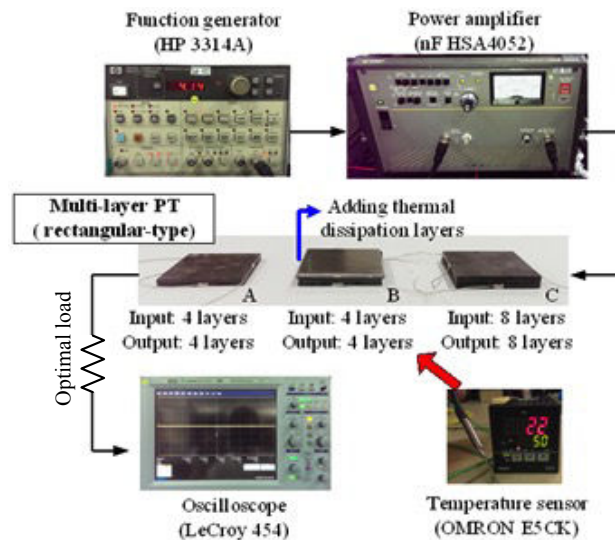 Function generator
(HP 3314A)
Power amplifier
(nF HSA4052)
Multi-layer PT
( rectangular-type)
Adding thermal
dissipation layers
A
B
C
Input: 4 layers
Output: 4 layers
Input: 4 layers
Output: 4 layers
Input: 8 layers
Output: 8 layers
Optimal load
22
50
Oscilloscope
(LeCroy 454)
Temperature sensor
(OMRON E5CK)